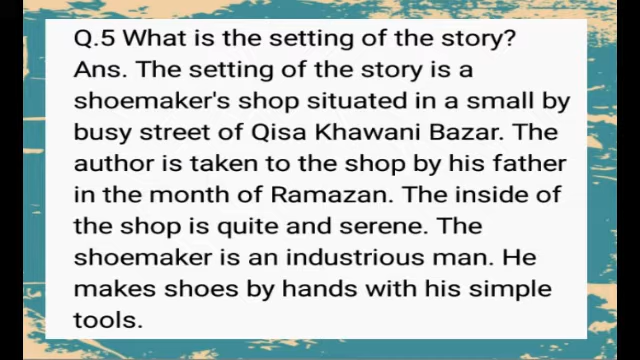 Q.5 What is the setting of the story?
Ans. The setting of the story is a
shoemaker's shop situated in a small by
busy street of Qisa Khawani Bazar. The
author is taken to the shop by his father
in the month of Ramazan. The inside of
the shop is quite and serene. The
shoemaker is an industrious man. He
makes shoes by hands with his simple
tools.